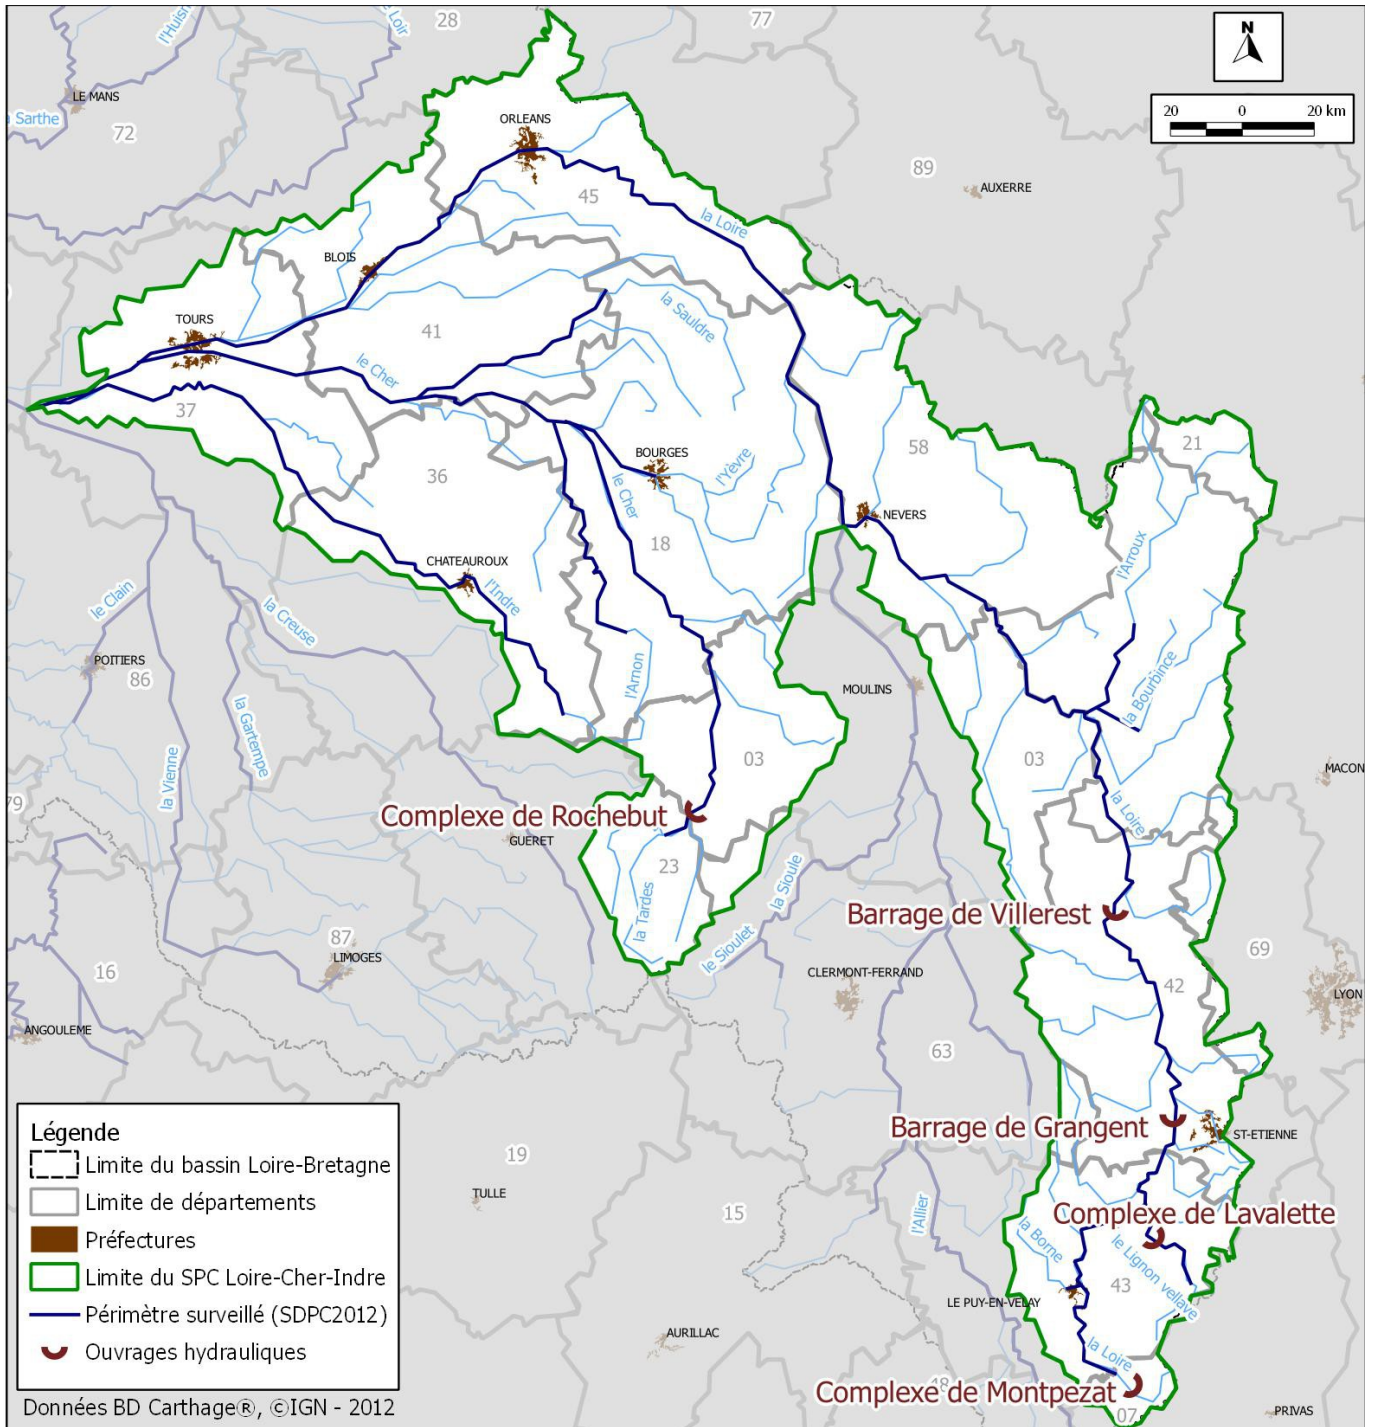 28
77
l'Huisne
le Loir
N
LE MANS
la Sarthe
72
20 0 20 km
ORLEANS
89
AUXERRE
45
la Loire
BLOIS
TOURS
41
la Sauldre
le Cher
37
36
BOURGES
l'Yèvre
le Cher
58
21
NEVERS
18
l'Arroux
CHATEAUROUX
l'Indre
le Clain
la Creuse
POITIERS
86
l'Arnon
MOULINS
la Bourbince
la Gartempe
la Vienne
03
03
MACON
79
la Loire
Complexe de Rochebut
GUERET
23
la Sioule
la Tardes
Barrage de Villerest
87
LIMOGES
le Sioulet
69
16
CLERMONT-FERRAND
42
LYON
ANGOULEME
63
Légende
Limite du bassin Loire-Bretagne
Limite de départements
Préfectures
Limite du SPC Loire-Cher-Indre
Périmètre surveillé (SDPC2012)
Ouvrages hydrauliques
Données BD Carthage®, ©IGN - 2012
Barrage de Grangent
ST-ETIENNE
19
TULLE
15
l'Allier
Complexe de Lavalette
la Borne
le Lignon vellave
43
LE PUY-EN-VELAY
AURILLAC
la Loire
48
Complexe de Montpezat
07
PRIVAS